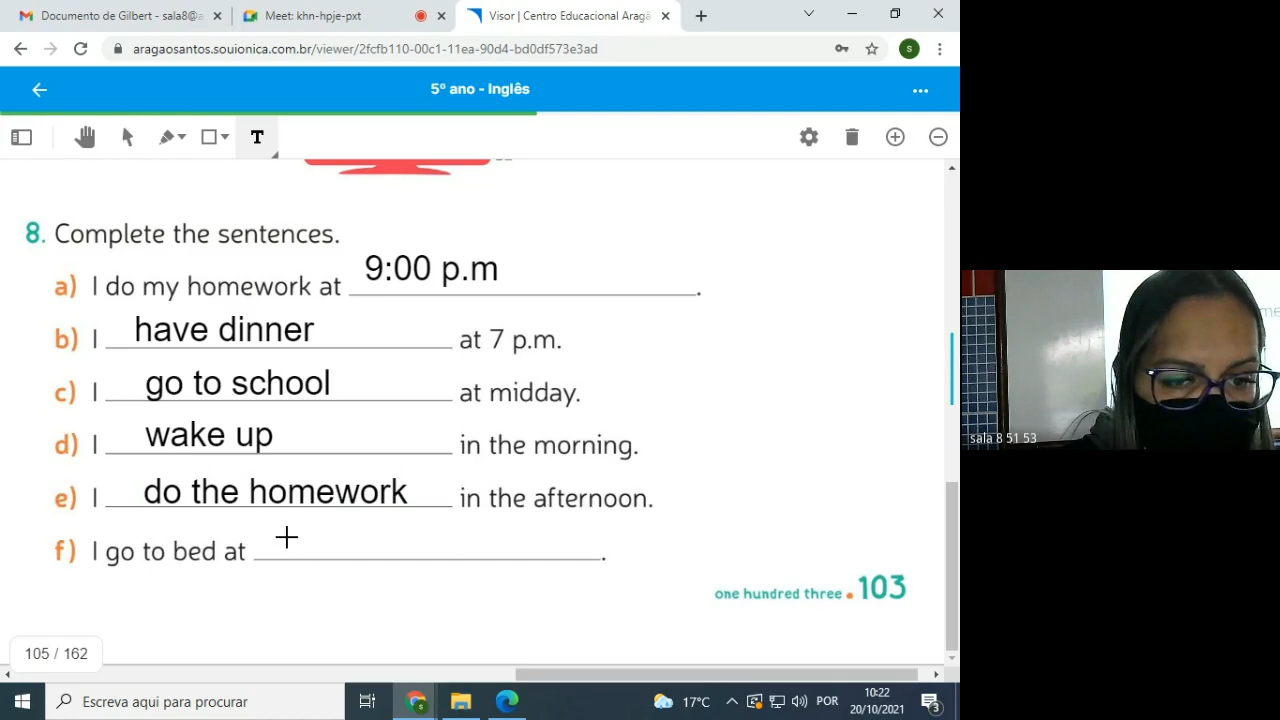 Documento de Gilbert - sala8@a
Meet: khn-hpje-pxt
Visor | Centro Educacional Aragã
aragaosantos.souionica.com.br/viewer/2fcfb110-00c1-11ea-90d4-bd0df573e3ad
S
5º ano - Inglês
T
8. Complete the sentences.
a) I do my homework at 9:00 p.m.
b) I have dinner at 7 p.m.
c) I go to school at midday.
d) I wake up in the morning.
e) I do the homework in the afternoon.
f) I go to bed at .
one hundred three • 103
105 / 162
sala 8 51 53
Escreva aqui para procurar
17°C
POR
10:22
20/10/2021
3